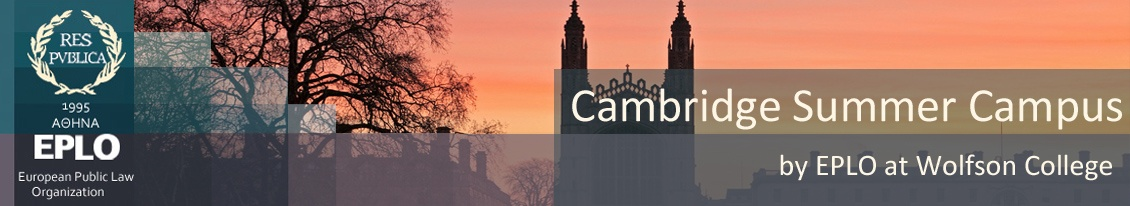 RES
PVBLICA
1995
ΑΘΗΝΑ
EPLO
European Public Law
Organization
Cambridge Summer Campus
by EPLO at Wolfson College